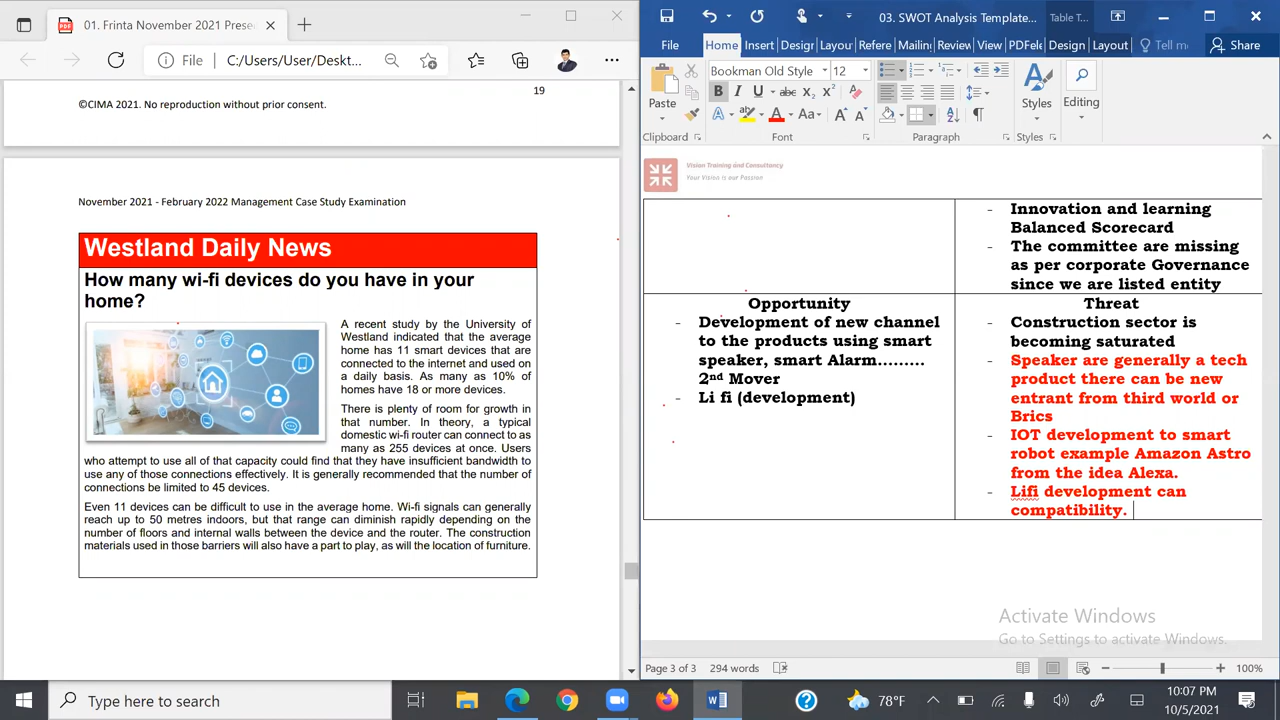 01. Frinta November 2021 Prese
File
C:/Users/User/Deskt...
19
©CIMA 2021. No reproduction without prior consent.
November 2021 - February 2022 Management Case Study Examination
Westland Daily News
How many wi-fi devices do you have in your
home?
A recent study by the University of
Westland indicated that the average
home has 11 smart devices that are
connected to the internet and used on
a daily basis. As many as 10% of
homes have 18 or more devices.
There is plenty of room for growth in
that number. In theory, a typical
domestic wi-fi router can connect to as
many as 255 devices at once. Users
who attempt to use all of that capacity could find that they have insufficient bandwidth to
use any of those connections effectively. It is generally recommended that the number of
connections be limited to 45 devices.
Even 11 devices can be difficult to use in the average home. Wi-fi signals can generally
reach up to 50 metres indoors, but that range can diminish rapidly depending on the
number of floors and internal walls between the device and the router. The construction
materials used in those barriers will also have a part to play, as will the location of furniture.
03. SWOT Analysis Template...
Table T...
File Home Insert Design Layou Refere Mailing Review View PDFele Design Layout Tell me Share
Paste
Bookman Old Style 12
B I U abc X₂ X²
A Aa A A
Styles
Editing
Clipboard Font Paragraph Styles
Vision Training and Consultancy
Your Vision is our Passion
- Innovation and learning
Balanced Scorecard
- The committee are missing
as per corporate Governance
since we are listed entity
Opportunity
- Development of new channel
to the products using smart
speaker, smart Alarm.........
2nd Mover
- Li fi (development)
Threat
- Construction sector is
becoming saturated
- Speaker are generally a tech
product there can be new
entrant from third world or
Brics
- IOT development to smart
robot example Amazon Astro
from the idea Alexa.
- Lifi development can
compatibility.
Activate Windows
Go to Settings to activate Windows.
Page 3 of 3 294 words
100%
Type here to search
78°F
10:07 PM
10/5/2021